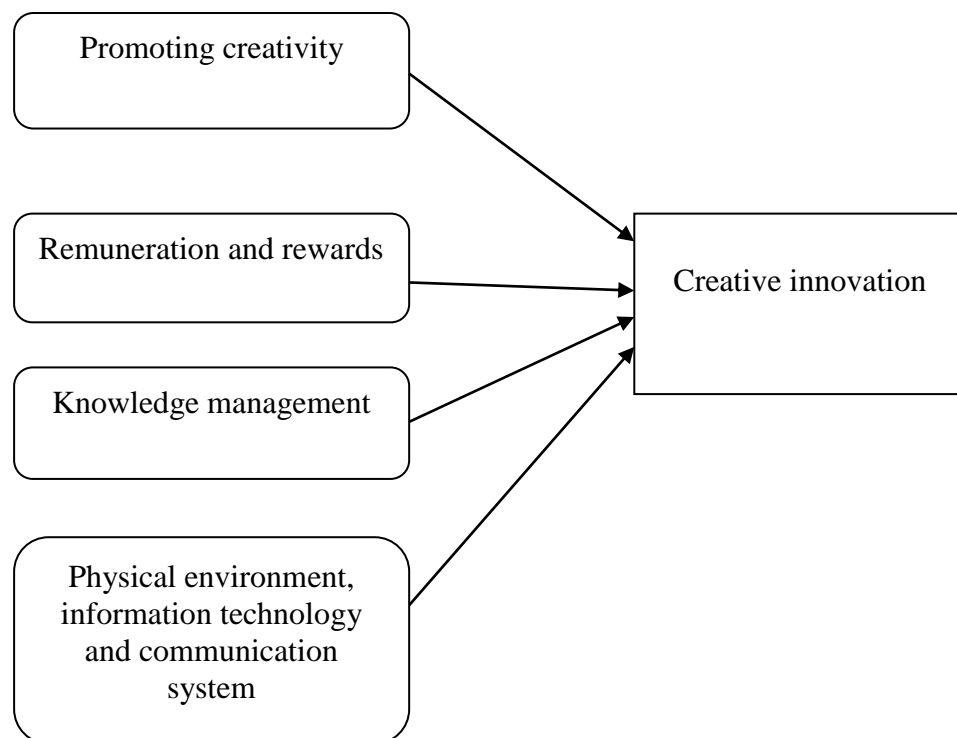 Promoting creativity
Remuneration and rewards
Creative innovation
Knowledge management
Physical environment,
information technology
and communication
system